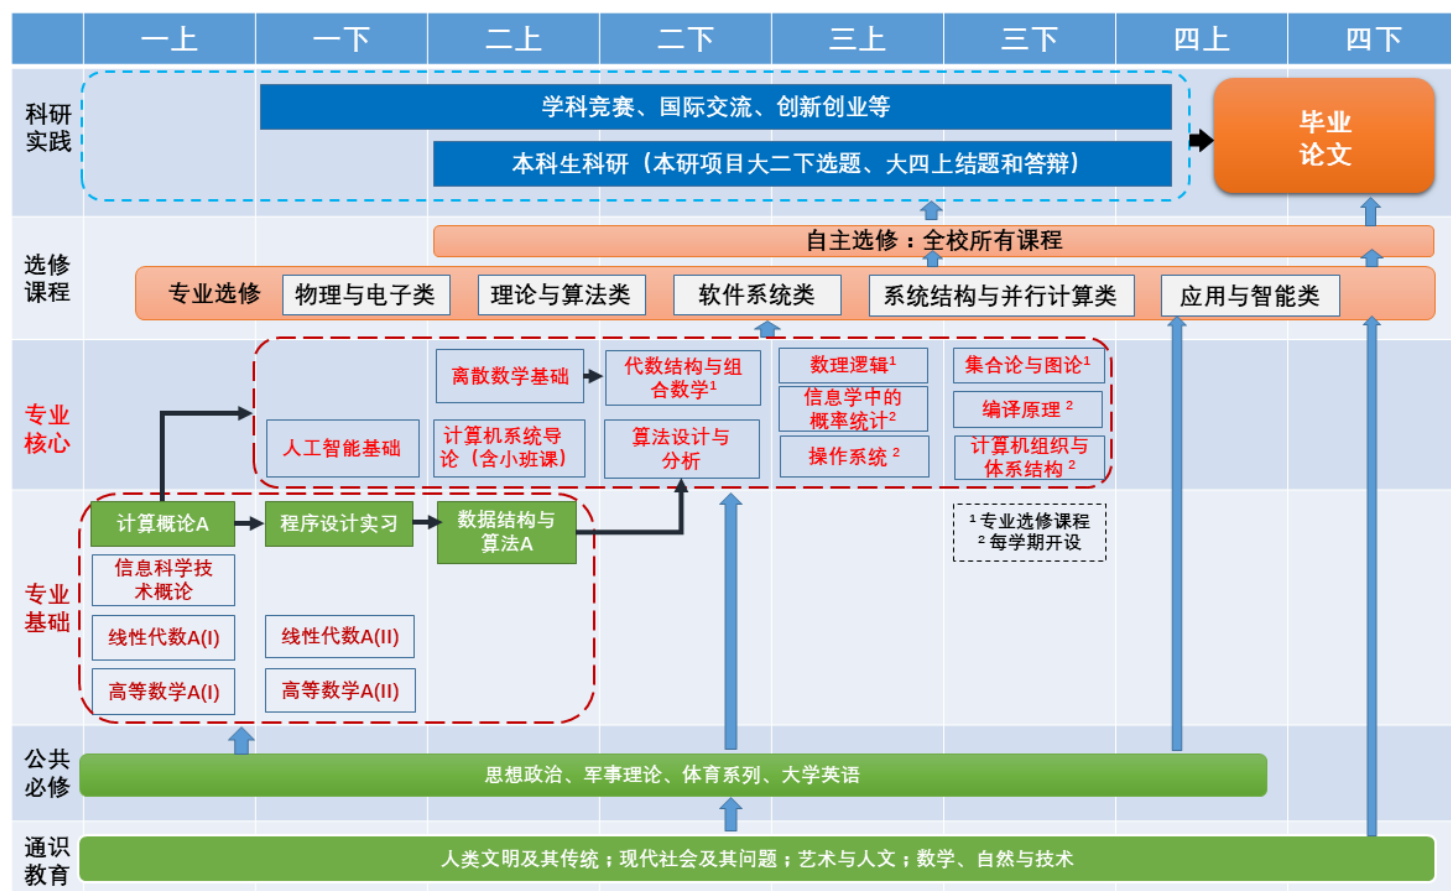 一上 一下 二上 二下 三上 三下 四上 四下
科研
实践
学科竞赛、国际交流、创新创业等
本科生科研（本研项目大二下选题、大四上结题和答辩）
毕业
论文
选修
课程
自主选修：全校所有课程
专业选修 物理与电子类 理论与算法类 软件系统类 系统结构与并行计算类 应用与智能类
专业
核心
人工智能基础
离散数学基础
计算机系统导
论（含小班课）
代数结构与组
合数学¹
算法设计与
分析
数理逻辑¹
信息学中的
概率统计²
操作系统 ²
集合论与图论¹
编译原理 ²
计算机组织与
体系结构 ²
专业
基础
计算概论A
程序设计实习
数据结构与
算法A
信息科学技
术概论
线性代数A(I)
线性代数A(II)
高等数学A(I)
高等数学A(II)
¹ 专业选修课程
² 每学期开设
公共
必修
思想政治、军事理论、体育系列、大学英语
通识
教育
人类文明及其传统；现代社会及其问题；艺术与人文；数学、自然与技术